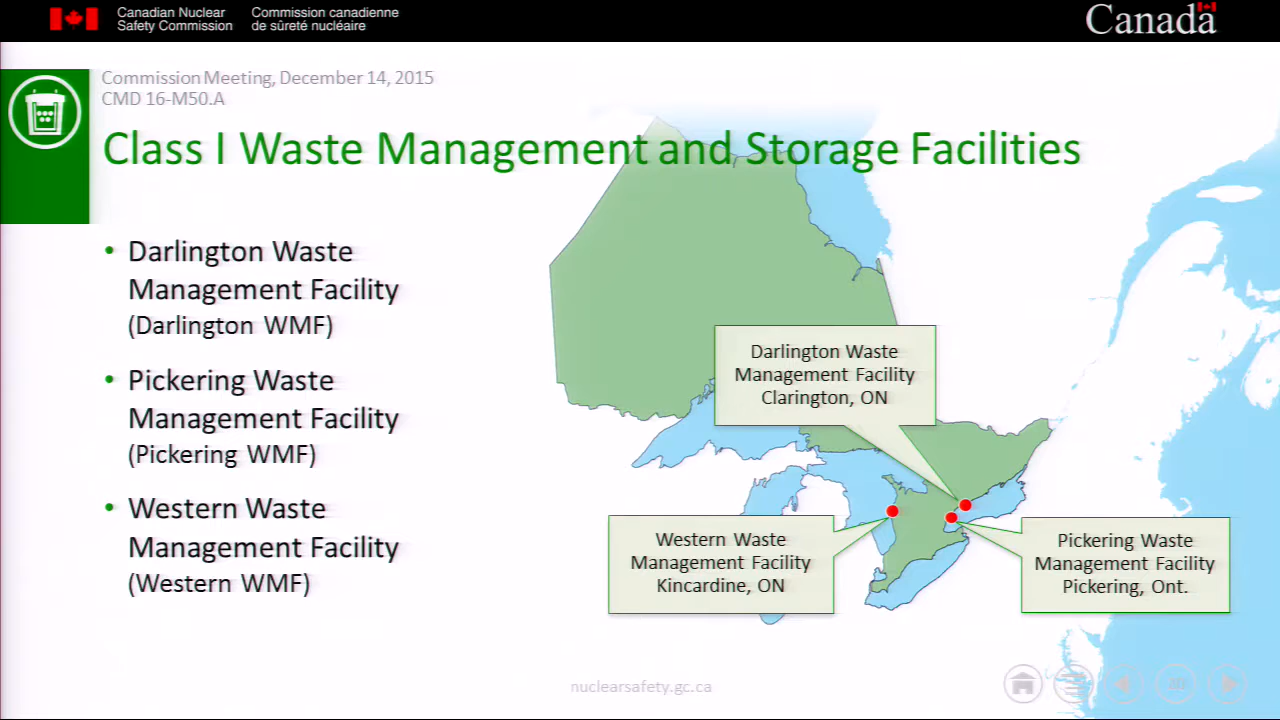 Canadian Nuclear
Safety Commission
Commission canadienne
de sûreté nucléaire
Canada
Commission Meeting, December 14, 2015
CMD 16-M50.A
Class I Waste Management and Storage Facilities
• Darlington Waste
Management Facility
(Darlington WMF)
• Pickering Waste
Management Facility
(Pickering WMF)
• Western Waste
Management Facility
(Western WMF)
Darlington Waste
Management Facility
Clarington, ON
Western Waste
Management Facility
Kincardine, ON
Pickering Waste
Management Facility
Pickering, Ont.
nuclearsafety.gc.ca